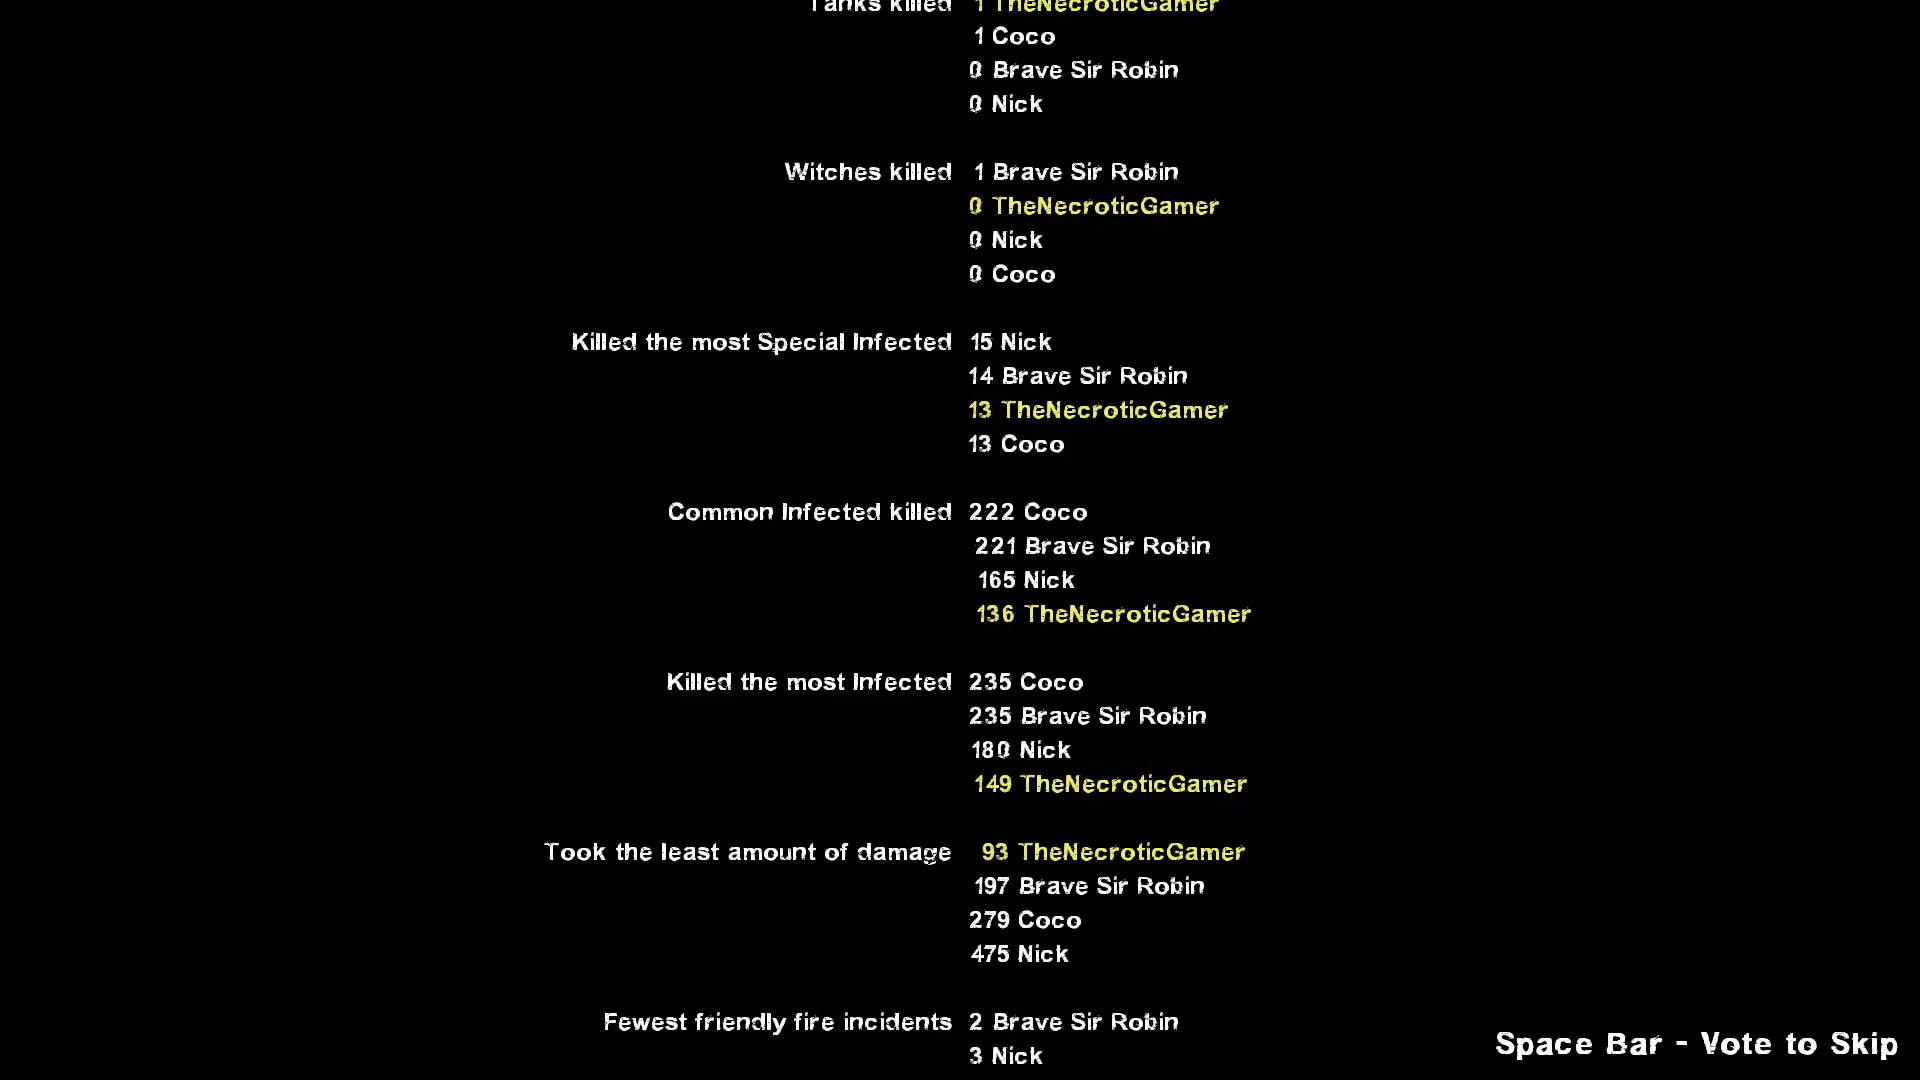 Tanks killed 1 TheNecroticGamer
1 Coco
0 Brave Sir Robin
0 Nick
Witches killed 1 Brave Sir Robin
0 TheNecroticGamer
0 Nick
0 Coco
Killed the most Special Infected 15 Nick
14 Brave Sir Robin
13 TheNecroticGamer
13 Coco
Common Infected killed 222 Coco
221 Brave Sir Robin
165 Nick
136 TheNecroticGamer
Killed the most Infected 235 Coco
235 Brave Sir Robin
180 Nick
149 TheNecroticGamer
Took the least amount of damage 93 TheNecroticGamer
197 Brave Sir Robin
279 Coco
475 Nick
Fewest friendly fire incidents 2 Brave Sir Robin
3 Nick
Space Bar - Vote to Skip